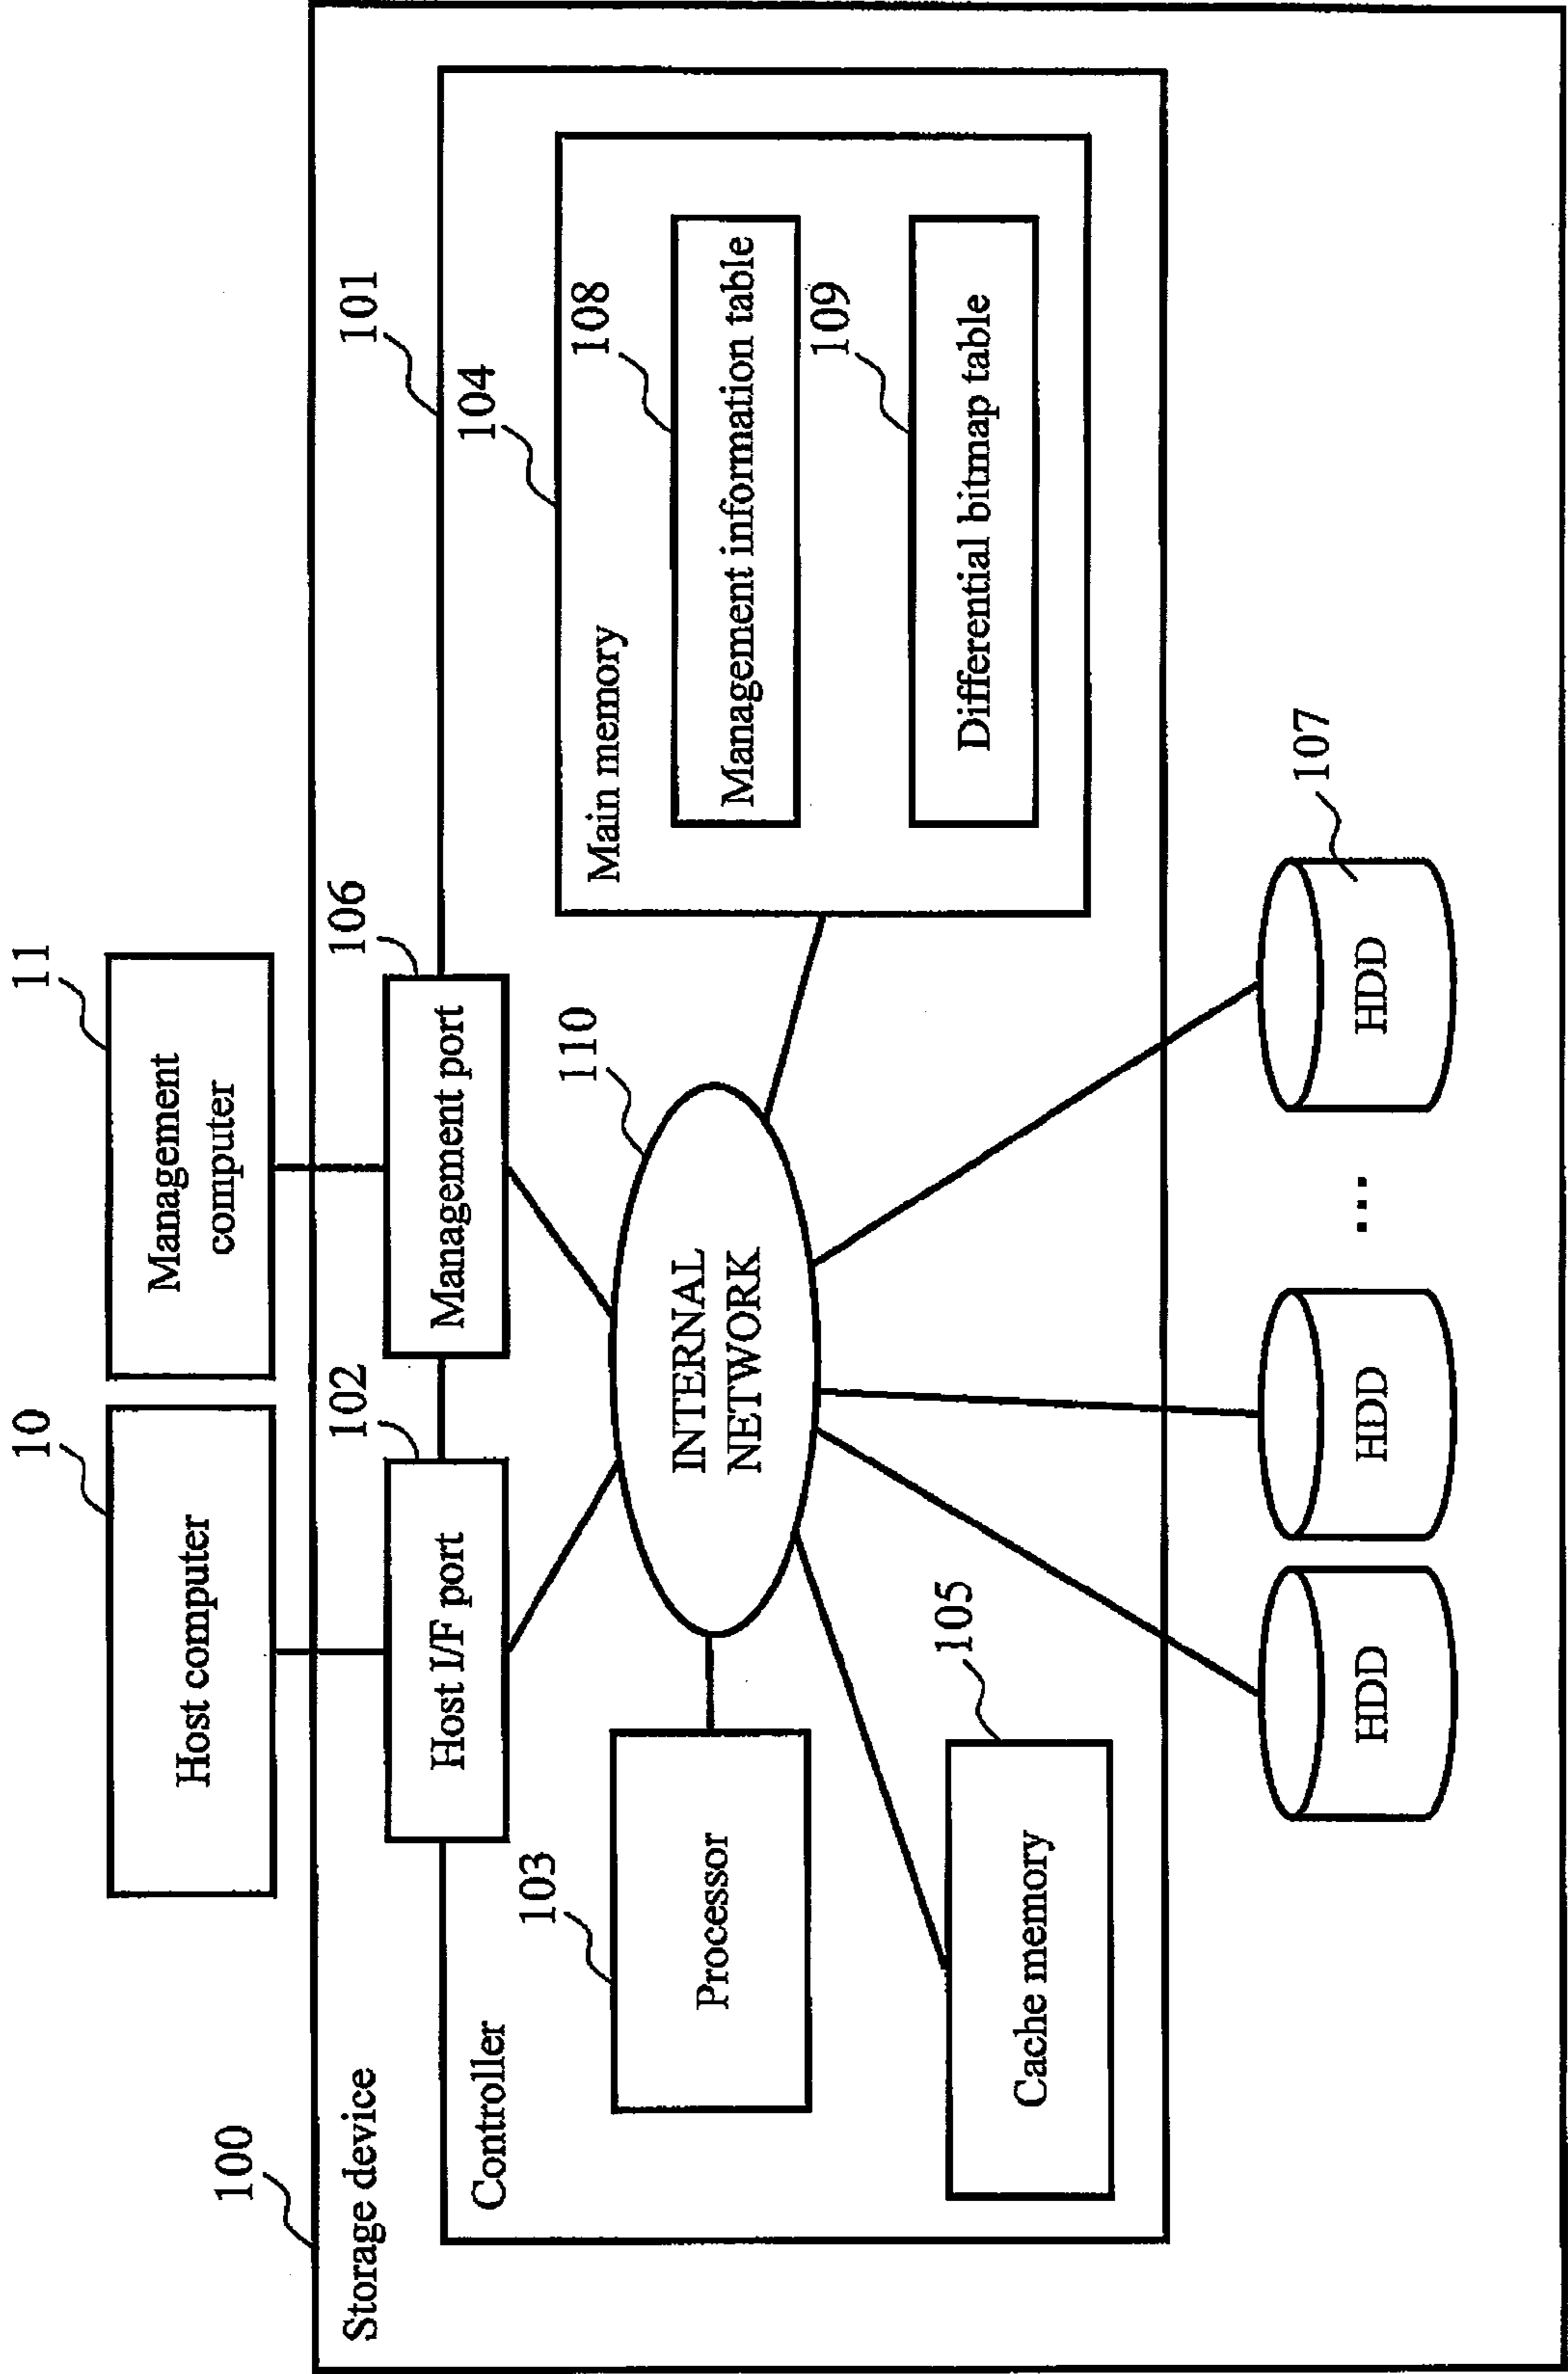 10
11
Host computer
Management
computer
100
Storage device
102
106
101
Host I/F port
Management port
Controller
104
103
110
Main memory
108
Processor
INTERNAL
NETWORK
Management information table
105
109
Cache memory
Differential bitmap table
107
HDD
HDD
...
HDD